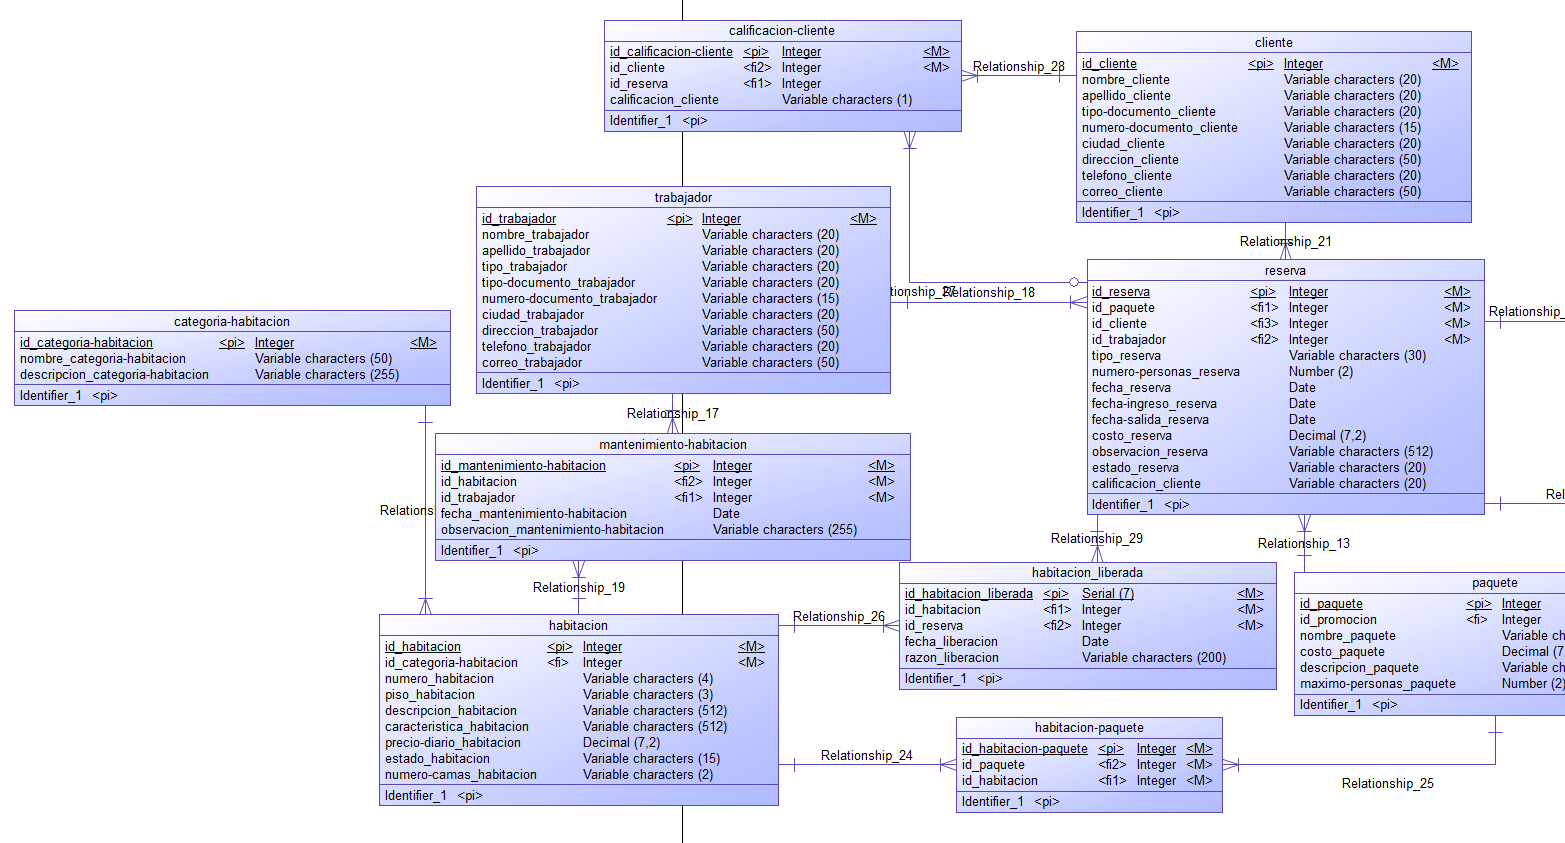 calificacion-cliente
id_calificacion-cliente <pi> Integer <M>
id_cliente <fi2> Integer <M>
id_reserva <fi1> Integer
calificacion_cliente Variable characters (1)
Identifier_1 <pi>
Relationship_28
cliente
id_cliente <pi> Integer <M>
nombre_cliente Variable characters (20)
apellido_cliente Variable characters (20)
tipo-documento_cliente Variable characters (20)
numero-documento_cliente Variable characters (15)
ciudad_cliente Variable characters (20)
direccion_cliente Variable characters (50)
telefono_cliente Variable characters (20)
correo_cliente Variable characters (50)
Identifier_1 <pi>
Relationship_21
trabajador
id_trabajador <pi> Integer <M>
nombre_trabajador Variable characters (20)
apellido_trabajador Variable characters (20)
tipo_trabajador Variable characters (20)
tipo-documento_trabajador Variable characters (20)
numero-documento_trabajador Variable characters (15)
ciudad_trabajador Variable characters (20)
direccion_trabajador Variable characters (50)
telefono_trabajador Variable characters (20)
correo_trabajador Variable characters (50)
Identifier_1 <pi>
tionship_27
Relationship_18
reserva
id_reserva <pi> Integer <M>
id_paquete <fi1> Integer <M>
id_cliente <fi3> Integer <M>
id_trabajador <fi2> Integer <M>
tipo_reserva Variable characters (30)
numero-personas_reserva Number (2)
fecha_reserva Date
fecha-ingreso_reserva Date
fecha-salida_reserva Date
costo_reserva Decimal (7,2)
observacion_reserva Variable characters (512)
estado_reserva Variable characters (20)
calificacion_cliente Variable characters (20)
Identifier_1 <pi>
Relationship_
Rel
categoria-habitacion
id_categoria-habitacion <pi> Integer <M>
nombre_categoria-habitacion Variable characters (50)
descripcion_categoria-habitacion Variable characters (255)
Identifier_1 <pi>
Relationship_17
mantenimiento-habitacion
id_mantenimiento-habitacion <pi> Integer <M>
id_habitacion <fi2> Integer <M>
id_trabajador <fi1> Integer <M>
fecha_mantenimiento-habitacion Date
observacion_mantenimiento-habitacion Variable characters (255)
Identifier_1 <pi>
Relations
Relationship_19
Relationship_29
Relationship_13
habitacion_liberada
id_habitacion_liberada <pi> Serial (7) <M>
id_habitacion <fi1> Integer <M>
id_reserva <fi2> Integer <M>
fecha_liberacion Date
razon_liberacion Variable characters (200)
Identifier_1 <pi>
paquete
id_paquete <pi> Integer
id_promocion <fi> Integer
nombre_paquete Variable ch
costo_paquete Decimal (7
descripcion_paquete Variable ch
maximo-personas_paquete Number (2)
Identifier_1 <pi>
Relationship_26
habitacion
id_habitacion <pi> Integer <M>
id_categoria-habitacion <fi> Integer <M>
numero_habitacion Variable characters (4)
piso_habitacion Variable characters (3)
descripcion_habitacion Variable characters (512)
caracteristica_habitacion Variable characters (512)
precio-diario_habitacion Decimal (7,2)
estado_habitacion Variable characters (15)
numero-camas_habitacion Variable characters (2)
Identifier_1 <pi>
Relationship_24
habitacion-paquete
id_habitacion-paquete <pi> Integer <M>
id_paquete <fi2> Integer <M>
id_habitacion <fi1> Integer <M>
Identifier_1 <pi>
Relationship_25